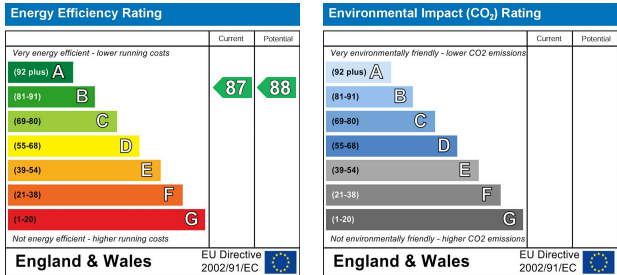 Energy Efficiency Rating
Current Potential
Very energy efficient - lower running costs
(92 plus) A
(81-91) B
87 88
(69-80) C
(55-68) D
(39-54) E
(21-38) F
(1-20) G
Not energy efficient - higher running costs
England & Wales
EU Directive
2002/91/EC
Environmental Impact (CO2) Rating
Current Potential
Very environmentally friendly - lower CO2 emissions
(92 plus) A
(81-91) B
(69-80) C
(55-68) D
(39-54) E
(21-38) F
(1-20) G
Not environmentally friendly - higher CO2 emissions
England & Wales
EU Directive
2002/91/EC